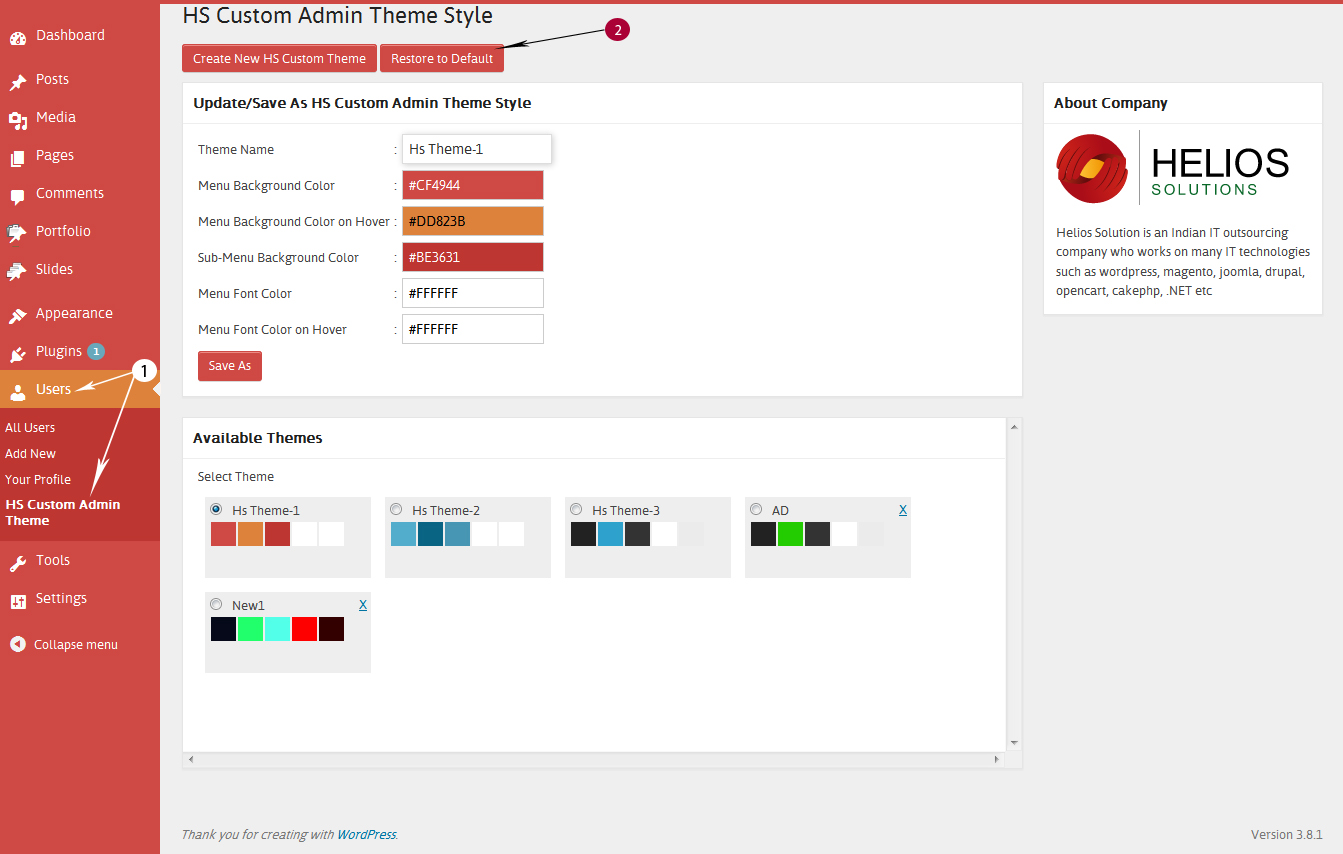 Dashboard
Posts
Media
Pages
Comments
Portfolio
Slides
Appearance
Plugins 1
Users
1
All Users
Add New
Your Profile
HS Custom Admin
Theme
Tools
Settings
Collapse menu
HS Custom Admin Theme Style
2
Create New HS Custom Theme Restore to Default
Update/Save As HS Custom Admin Theme Style
Theme Name : Hs Theme-1
Menu Background Color : #CF4944
Menu Background Color on Hover : #DD823B
Sub-Menu Background Color : #BE3631
Menu Font Color : #FFFFFF
Menu Font Color on Hover : #FFFFFF
Save As
Available Themes
Select Theme
Hs Theme-1 Hs Theme-2 Hs Theme-3 AD X
New1 X
About Company
HELIOS
SOLUTIONS
Helios Solution is an Indian IT outsourcing
company who works on many IT technologies
such as wordpress, magento, joomla, drupal,
opencart, cakephp, .NET etc
Thank you for creating with WordPress.
Version 3.8.1